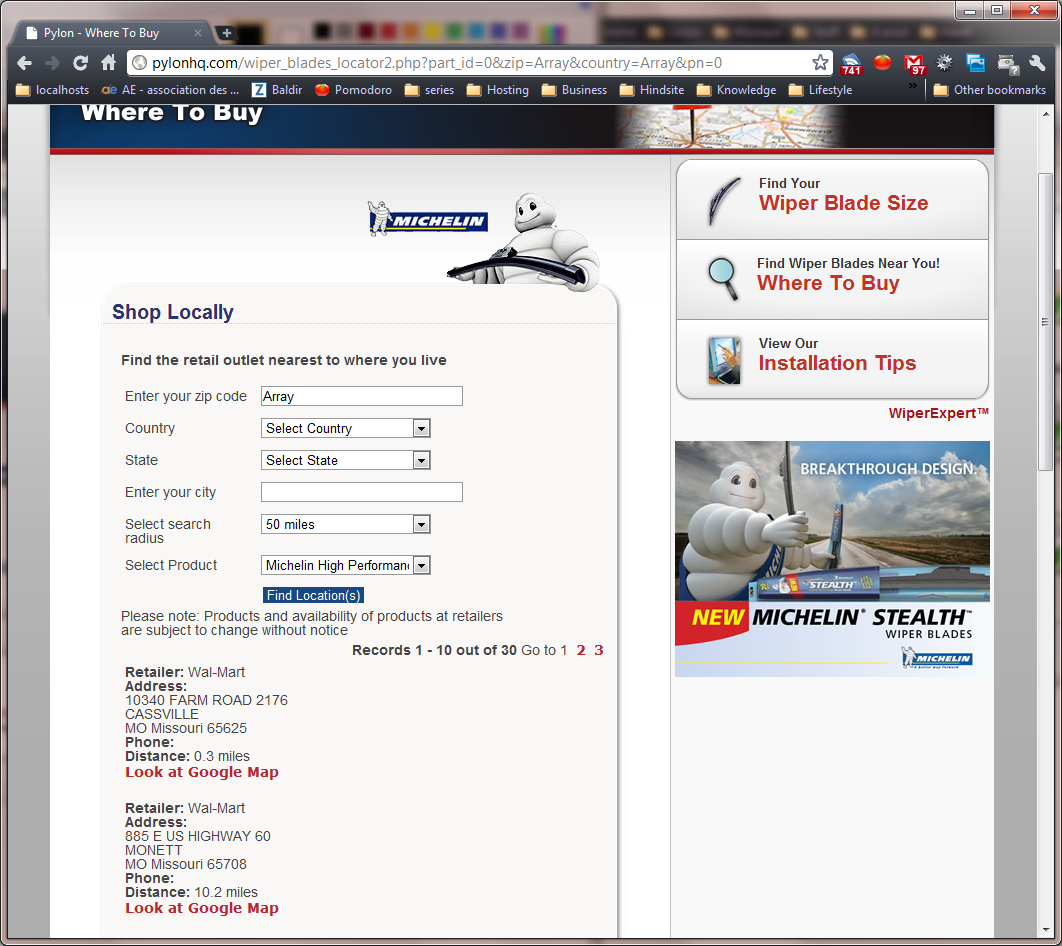 Pylon - Where To Buy
pylonhq.com/wiper_blades_locator2.php?part_id=0&zip=Array&country=Array&pn=0
741
97
localhosts
AE - association des ...
Baldir
Pomodoro
series
Hosting
Business
Hindsite
Knowledge
Lifestyle
»
Other bookmarks
Where To Buy
MICHELIN
Shop Locally
Find the retail outlet nearest to where you live
Enter your zip code Array
Country Select Country
State Select State
Enter your city
Select search
radius
50 miles
Select Product Michelin High Performan
Find Location(s)
Please note: Products and availability of products at retailers
are subject to change without notice
Records 1 - 10 out of 30 Go to 1 2 3
Retailer: Wal-Mart
Address:
10340 FARM ROAD 2176
CASSVILLE
MO Missouri 65625
Phone:
Distance: 0.3 miles
Look at Google Map
Retailer: Wal-Mart
Address:
885 E US HIGHWAY 60
MONETT
MO Missouri 65708
Phone:
Distance: 10.2 miles
Look at Google Map
Find Your
Wiper Blade Size
Find Wiper Blades Near You!
Where To Buy
View Our
Installation Tips
WiperExpert™
BREAKTHROUGH DESIGN.
STEALTH
NEW MICHELIN® STEALTH™
WIPER BLADES
MICHELIN